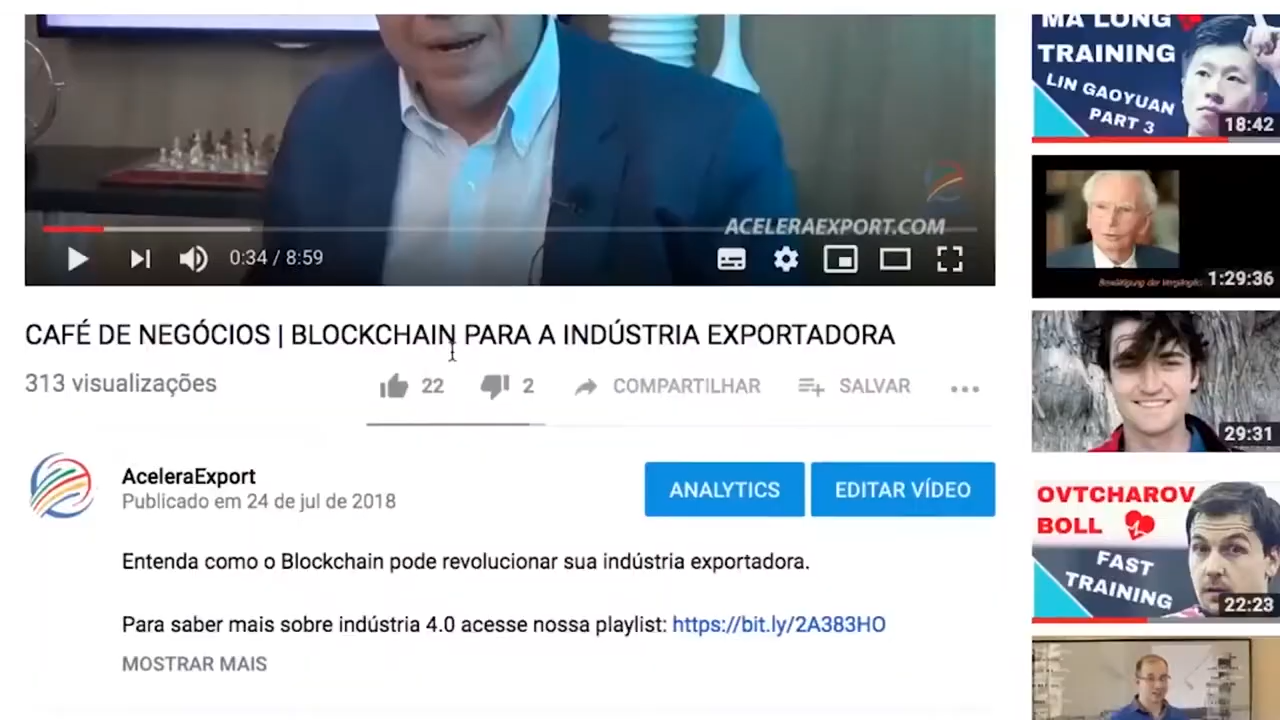 ACELERAEXPORT.COM
0:34 / 8:59
CAFÉ DE NEGÓCIOS | BLOCKCHAIN PARA A INDÚSTRIA EXPORTADORA
313 visualizações
22
2
COMPARTILHAR
SALVAR
AceleraExport
Publicado em 24 de jul de 2018
ANALYTICS
EDITAR VÍDEO
Entenda como o Blockchain pode revolucionar sua indústria exportadora.
Para saber mais sobre indústria 4.0 acesse nossa playlist: https://bit.ly/2A383HO
MOSTRAR MAIS
MA LONG
TRAINING
LIN GAOYUAN
PART 3
18:42
Bewältigung der
1:29:36
29:31
OVTCHAROV
BOLL
FAST
TRAINING
22:23